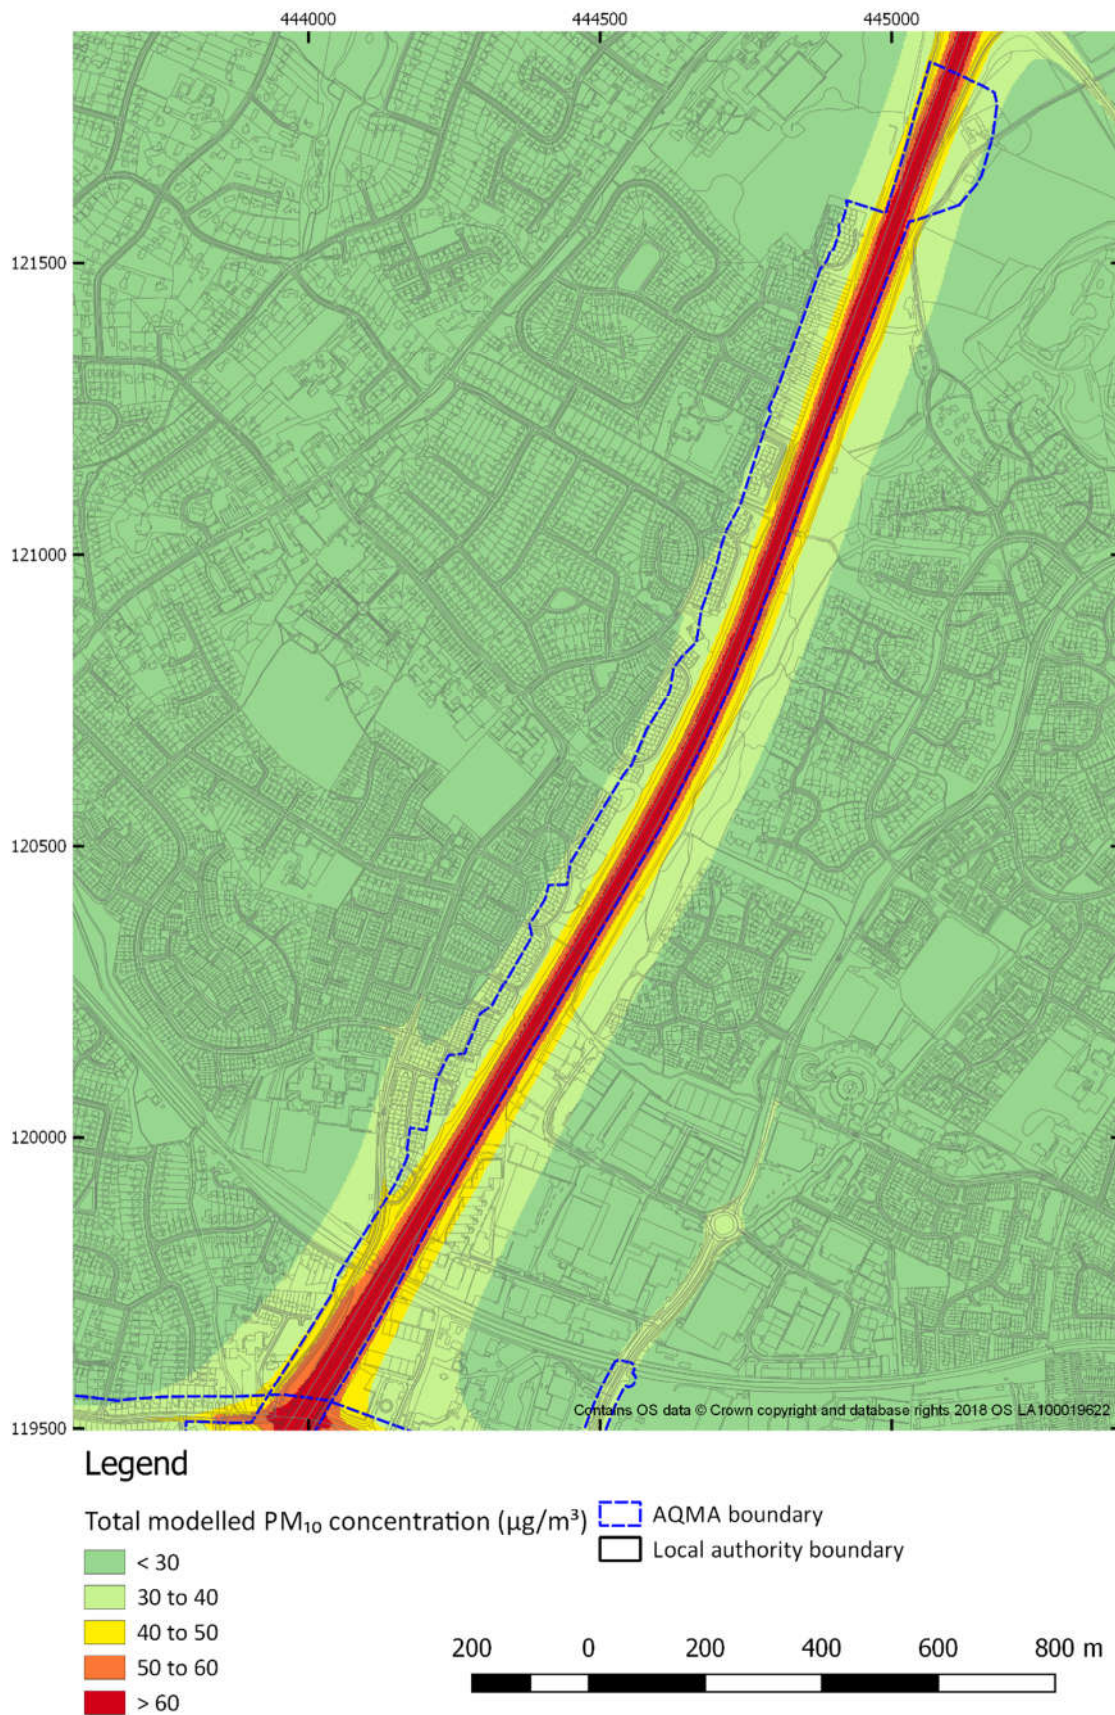 444000 444500 445000
121500
121000
120500
120000
119500
Contains OS data © Crown copyright and database rights 2018 OS LA100019622
Legend
Total modelled PM₁₀ concentration (µg/m³)
< 30
30 to 40
40 to 50
50 to 60
> 60
AQMA boundary
Local authority boundary
200 0 200 400 600 800 m